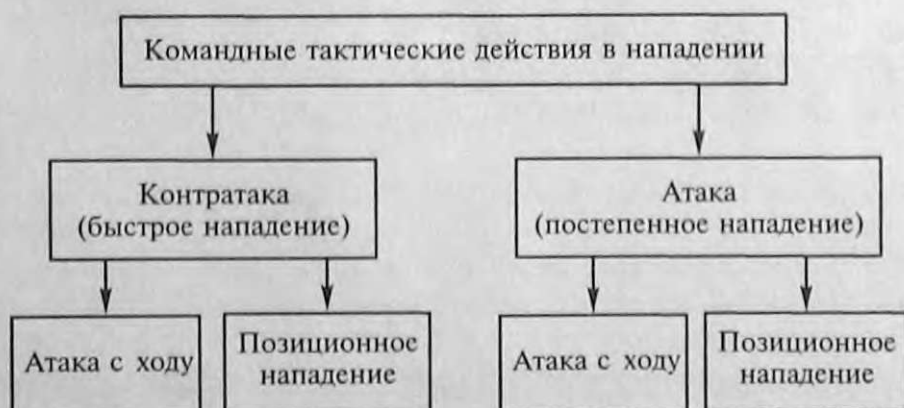 Командные тактические действия в нападении
Контратака
(быстрое нападение)
Атака
(постепенное нападение)
Атака с ходу
Позиционное
нападение
Атака с ходу
Позиционное
нападение